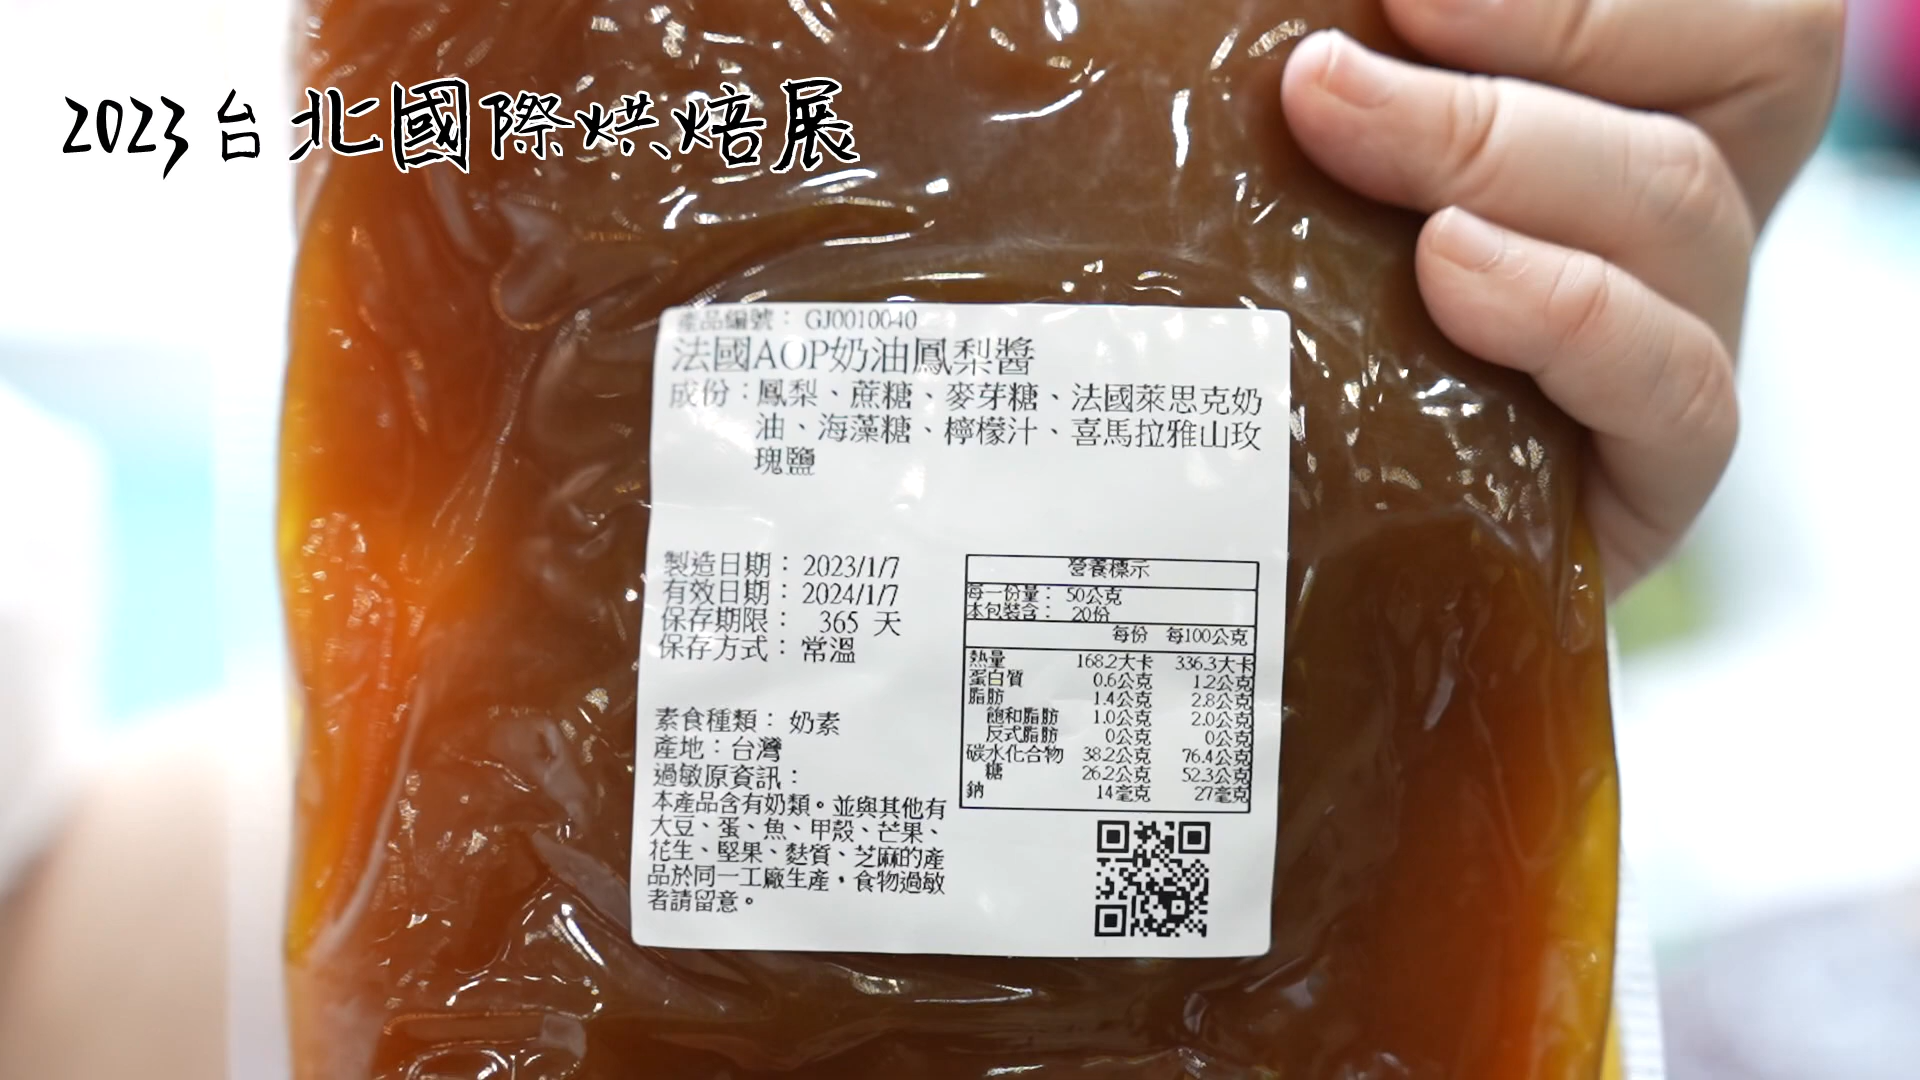 2023台北國際烘焙展
產品編號： GJ0010040
法國AOP奶油鳳梨醬
成份：鳳梨、蔗糖、麥芽糖、法國萊思克奶
油、海藻糖、檸檬汁、喜馬拉雅山玫
瑰鹽
製造日期： 2023/1/7
有效日期： 2024/1/7
保存期限： 365 天
保存方式： 常溫
素食種類： 奶素
產地：台灣
過敏原資訊：
本產品含有奶類。並與其他有
大豆、蛋、魚、甲殼、芒果、
花生、堅果、麩質、芝麻的產
品於同一工廠生產，食物過敏
者請留意。
營養標示
每一份量： 50公克
本包裝含： 20份
每份 每100公克
熱量 168.2大卡 336.3大卡
蛋白質 0.6公克 1.2公克
脂肪 1.4公克 2.8公克
飽和脂肪 1.0公克 2.0公克
反式脂肪 0公克 0公克
碳水化合物 38.2公克 76.4公克
糖 26.2公克 52.3公克
鈉 14毫克 27毫克